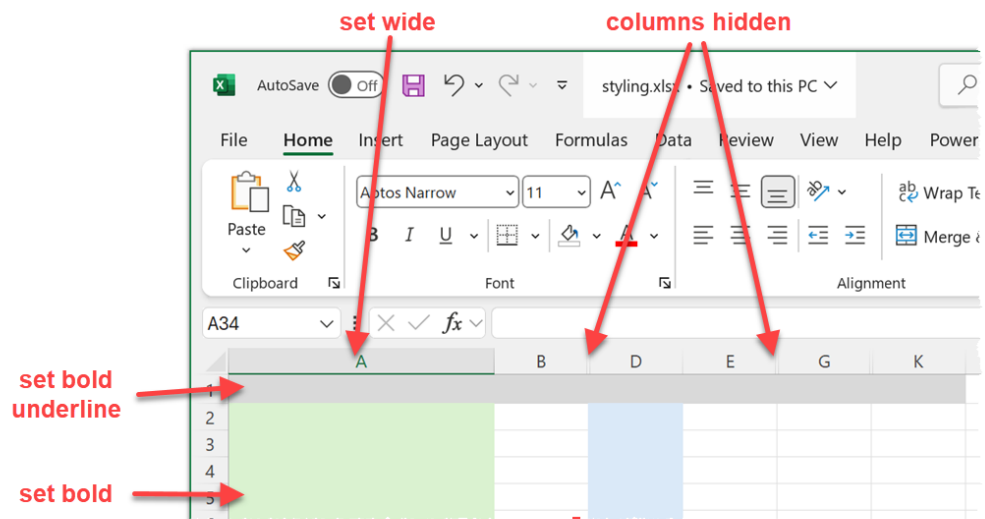 set wide
columns hidden
AutoSave Off
styling.xlsx • Saved to this PC
File Home Insert Page Layout Formulas Data Review View Help Power
Paste
Aptos Narrow 11
B I U
ab Wrap Te
Merge &
Clipboard Font Alignment
A34
fx
A B D E G K
set bold
underline
1
2
3
4
set bold
5